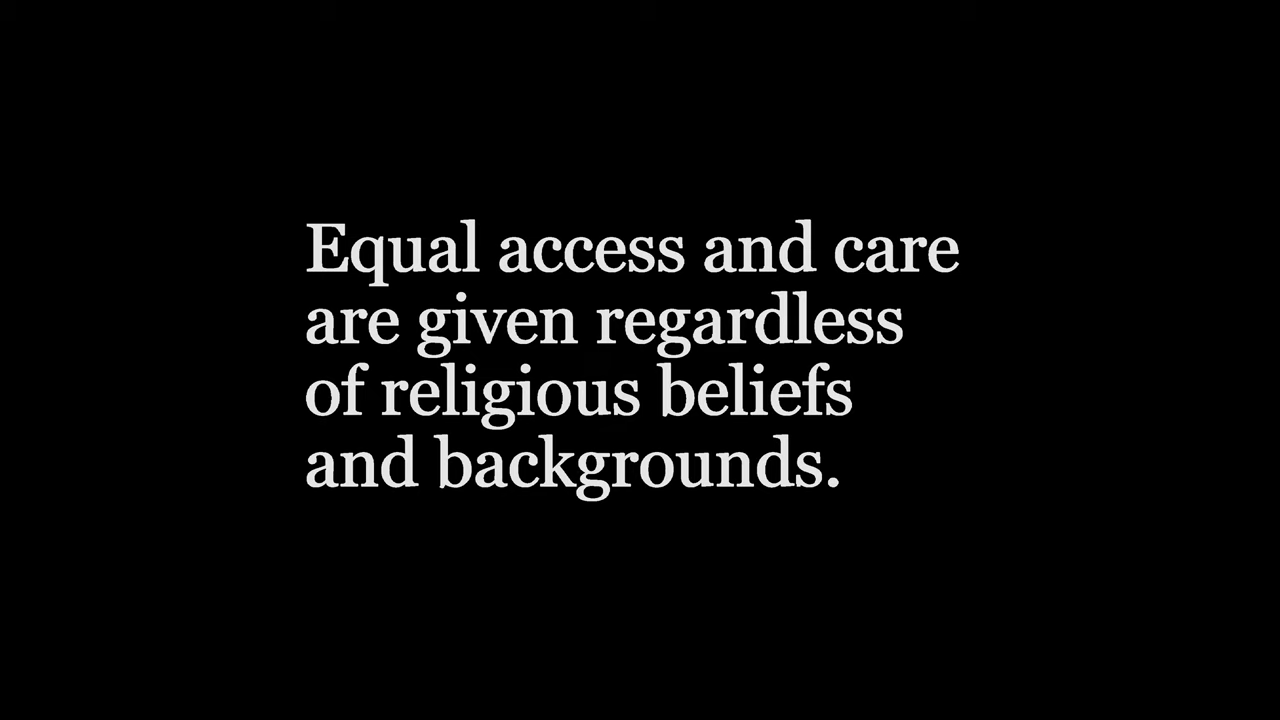 Equal access and care
are given regardless
of religious beliefs
and backgrounds.